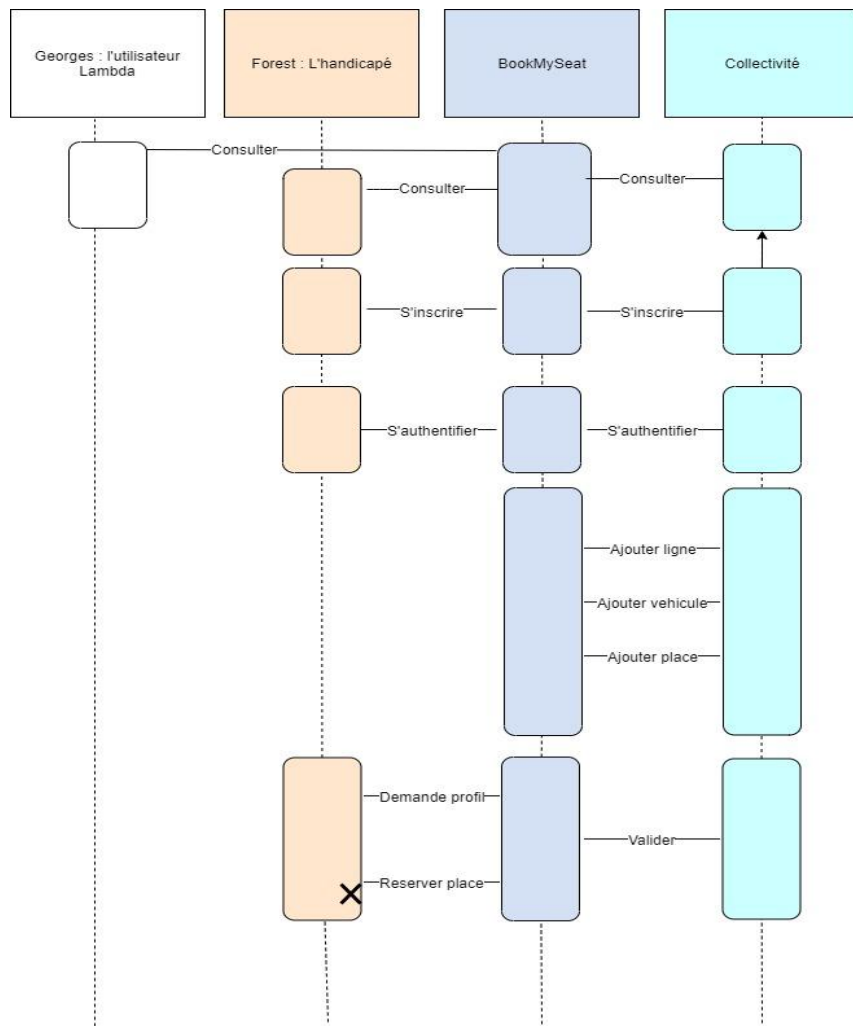 Georges : l'utilisateur
Lambda
Forest : L'handicapé
BookMySeat
Collectivité
Consulter
Consulter
Consulter
S'inscrire
S'inscrire
S'authentifier
S'authentifier
Ajouter ligne
Ajouter vehicule
Ajouter place
Demande profil
Valider
Reserver place